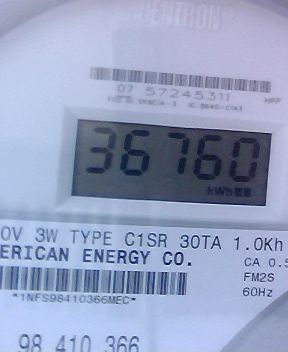 CENTRON
07 57245311
HPP
36760
kWh
0V 3W TYPE C1SR 30TA 1.0Kh
ERICAN ENERGY CO.
CA 0.5
FM2S
*1NFS98410366MEC*
60Hz
98 410 366